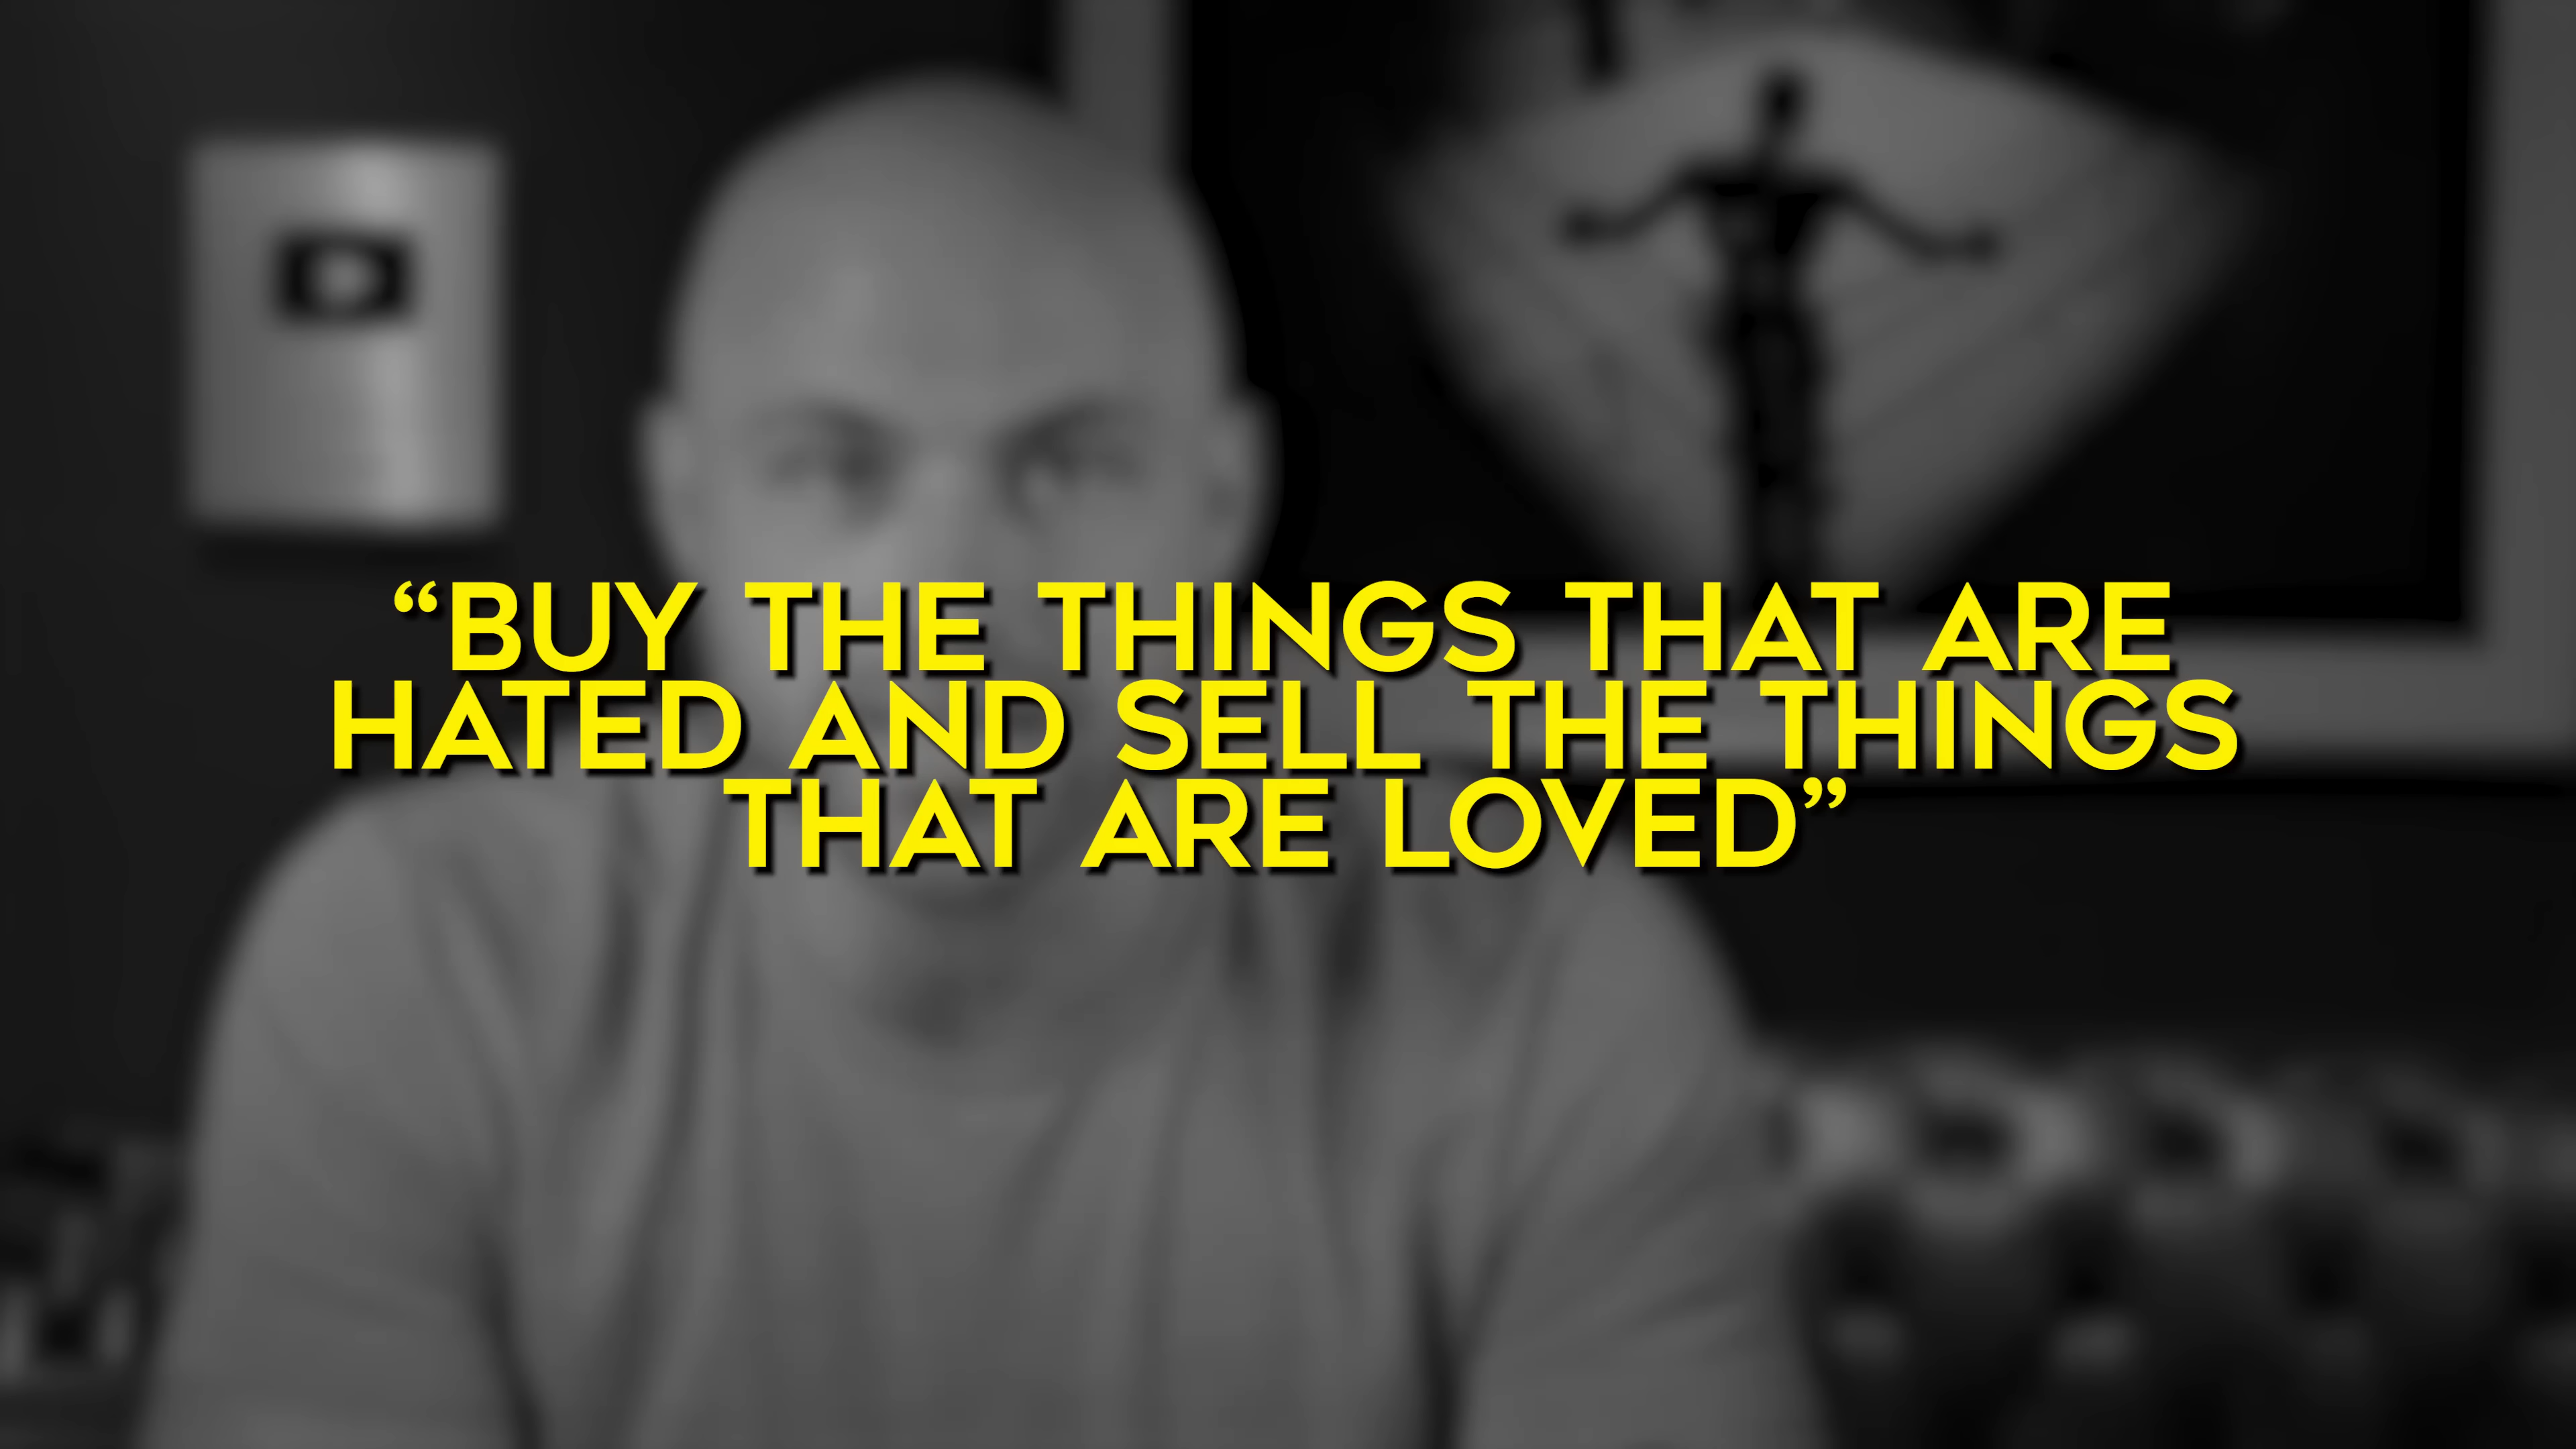 “BUY THE THINGS THAT ARE
HATED AND SELL THE THINGS
THAT ARE LOVED”